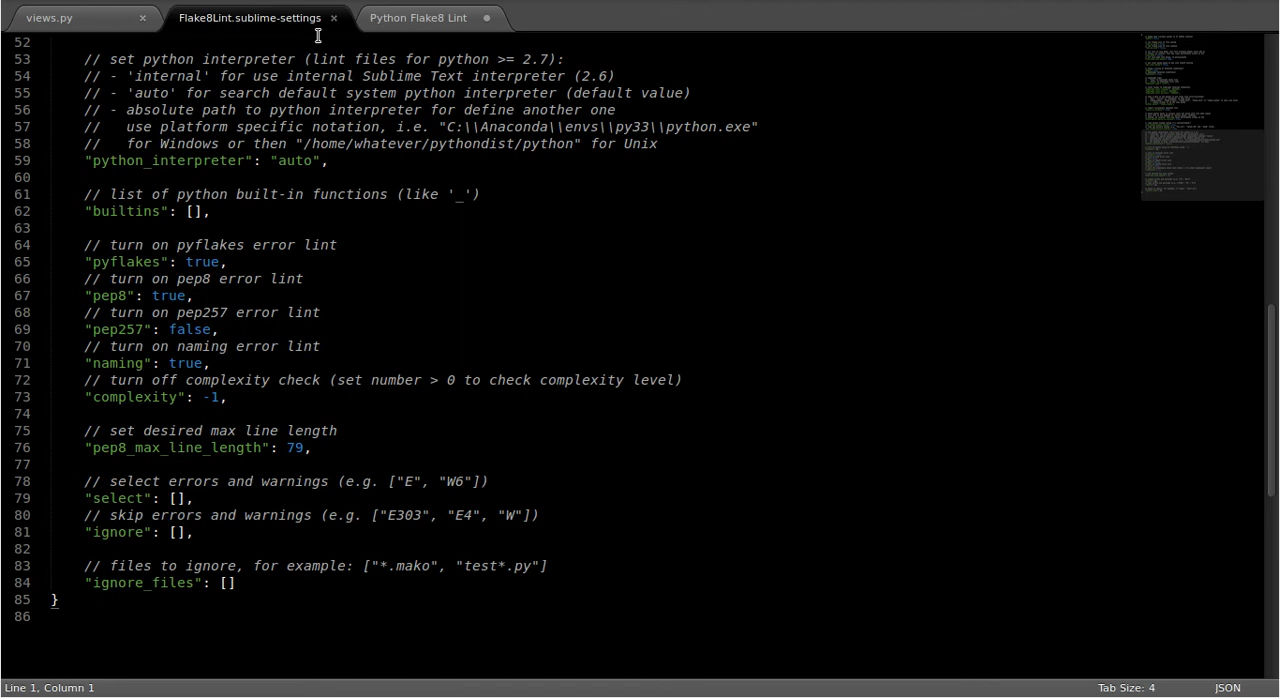 views.py × Flake8Lint.sublime-settings × Python Flake8 Lint
52
53 // set python interpreter (lint files for python >= 2.7):
54 // - 'internal' for use internal Sublime Text interpreter (2.6)
55 // - 'auto' for search default system python interpreter (default value)
56 // - absolute path to python interpreter for define another one
57 //   use platform specific notation, i.e. "C:\\Anaconda\\envs\\py33\\python.exe"
58 //   for Windows or then "/home/whatever/pythondist/python" for Unix
59 "python_interpreter": "auto",
60
61 // list of python built-in functions (like '_')
62 "builtins": [],
63
64 // turn on pyflakes error lint
65 "pyflakes": true,
66 // turn on pep8 error lint
67 "pep8": true,
68 // turn on pep257 error lint
69 "pep257": false,
70 // turn on naming error lint
71 "naming": true,
72 // turn off complexity check (set number > 0 to check complexity level)
73 "complexity": -1,
74
75 // set desired max line length
76 "pep8_max_line_length": 79,
77
78 // select errors and warnings (e.g. ["E", "W6"])
79 "select": [],
80 // skip errors and warnings (e.g. ["E303", "E4", "W"])
81 "ignore": [],
82
83 // files to ignore, for example: ["*.mako", "test*.py"]
84 "ignore_files": []
85 }
86
Line 1, Column 1 Tab Size: 4 JSON